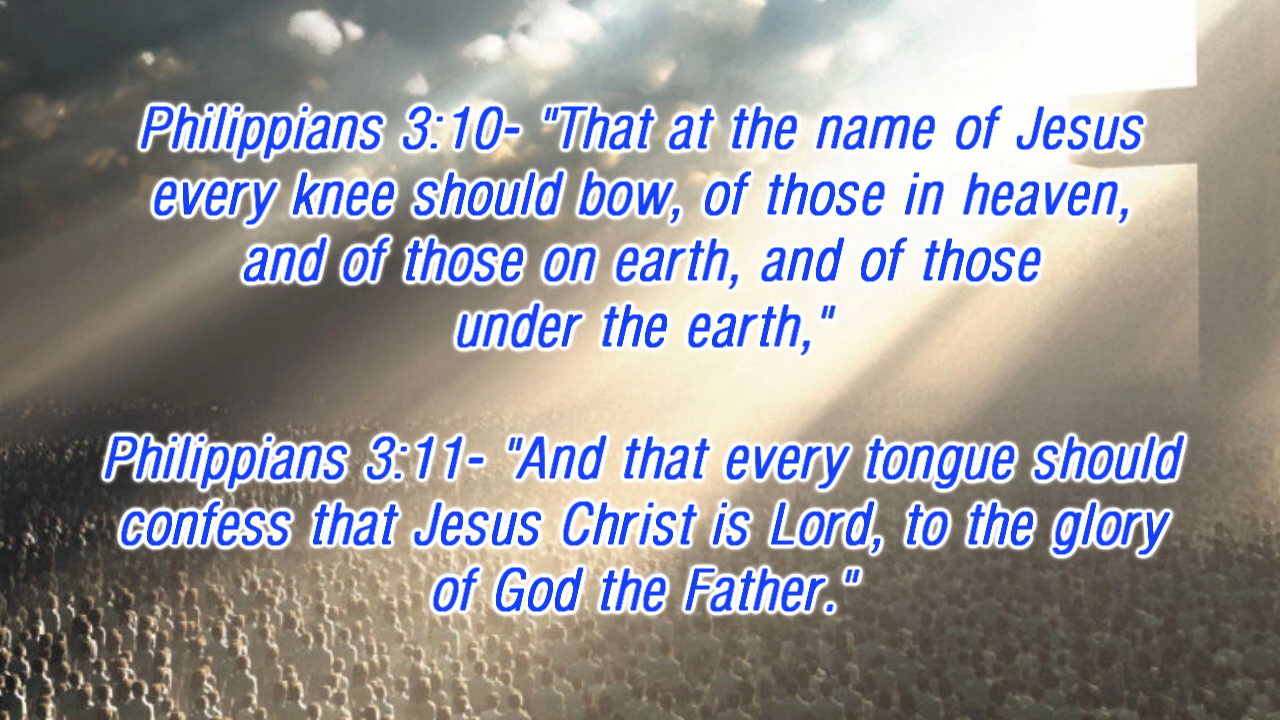 Philippians 3:10- "That at the name of Jesus
every knee should bow, of those in heaven,
and of those on earth, and of those
under the earth,"
Philippians 3:11- "And that every tongue should
confess that Jesus Christ is Lord, to the glory
of God the Father."